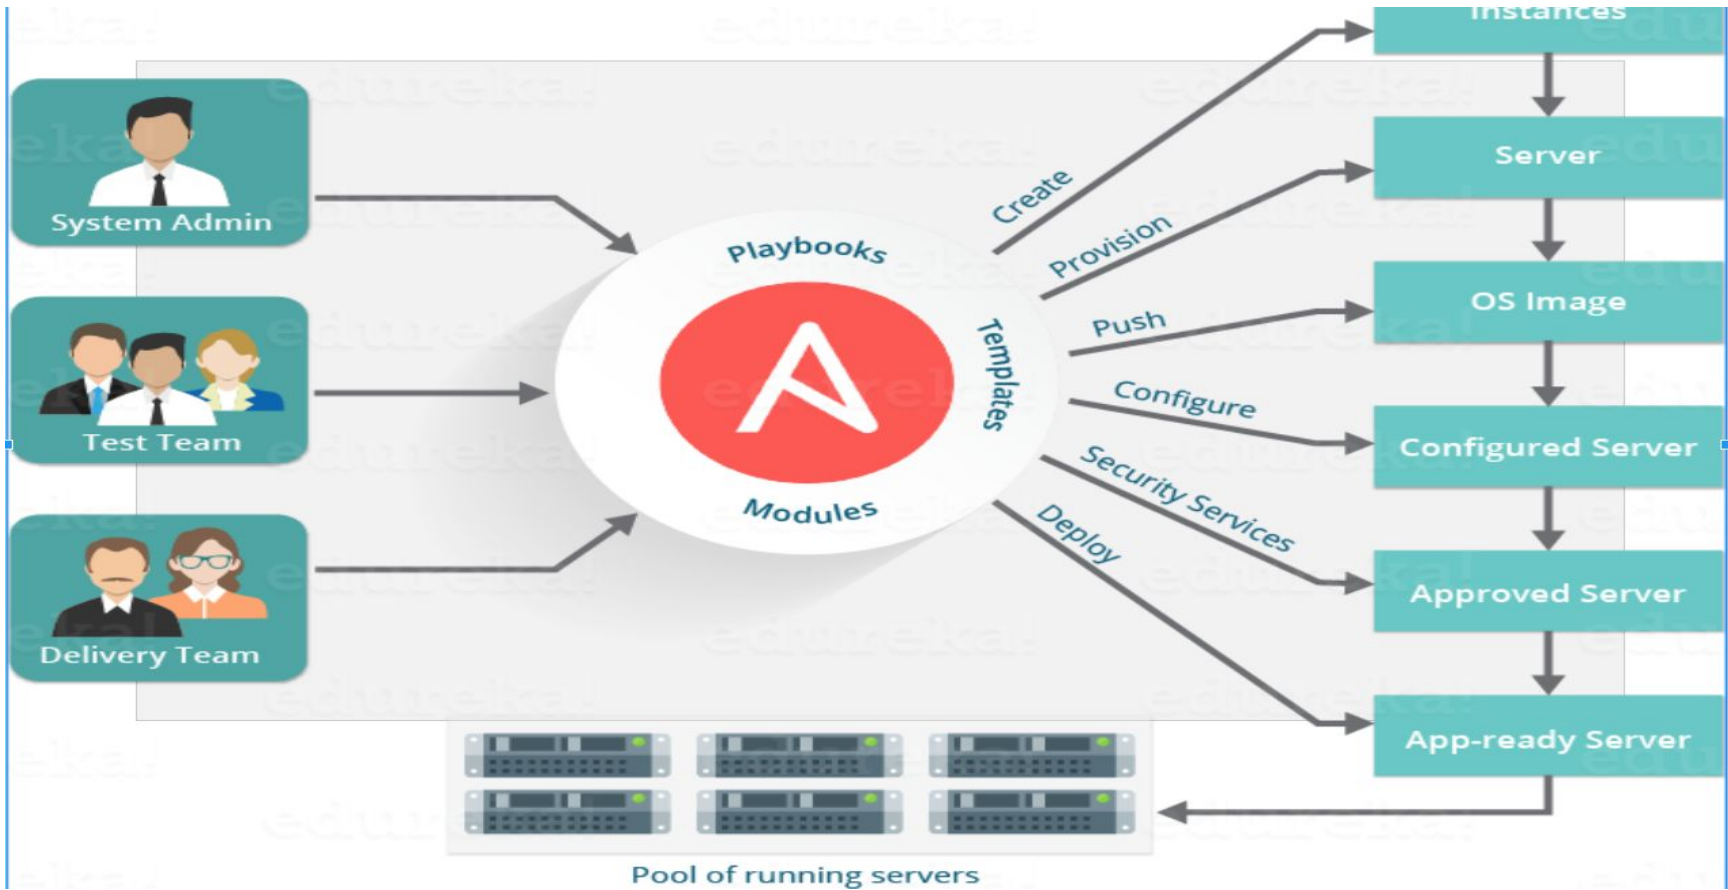 Instances
System Admin
Test Team
Delivery Team
Playbooks
Templates
Modules
Create
Provision
Push
Configure
Security Services
Deploy
Server
OS Image
Configured Server
Approved Server
App-ready Server
Pool of running servers
edureka!